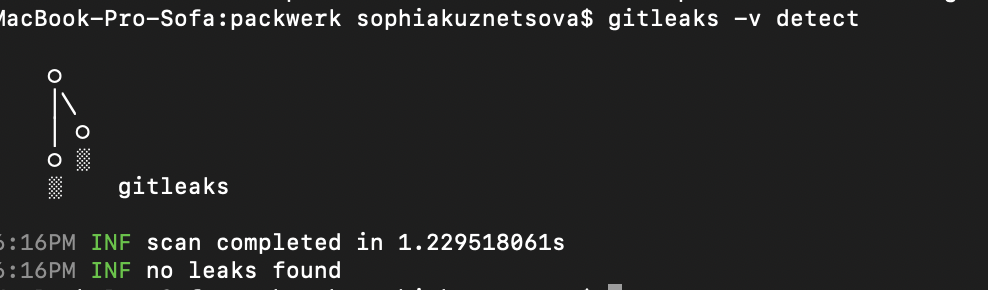 MacBook-Pro-Sofa:packwerk sophiakuznetsova$ gitleaks -v detect
gitleaks
6:16PM INF scan completed in 1.229518061s
6:16PM INF no leaks found